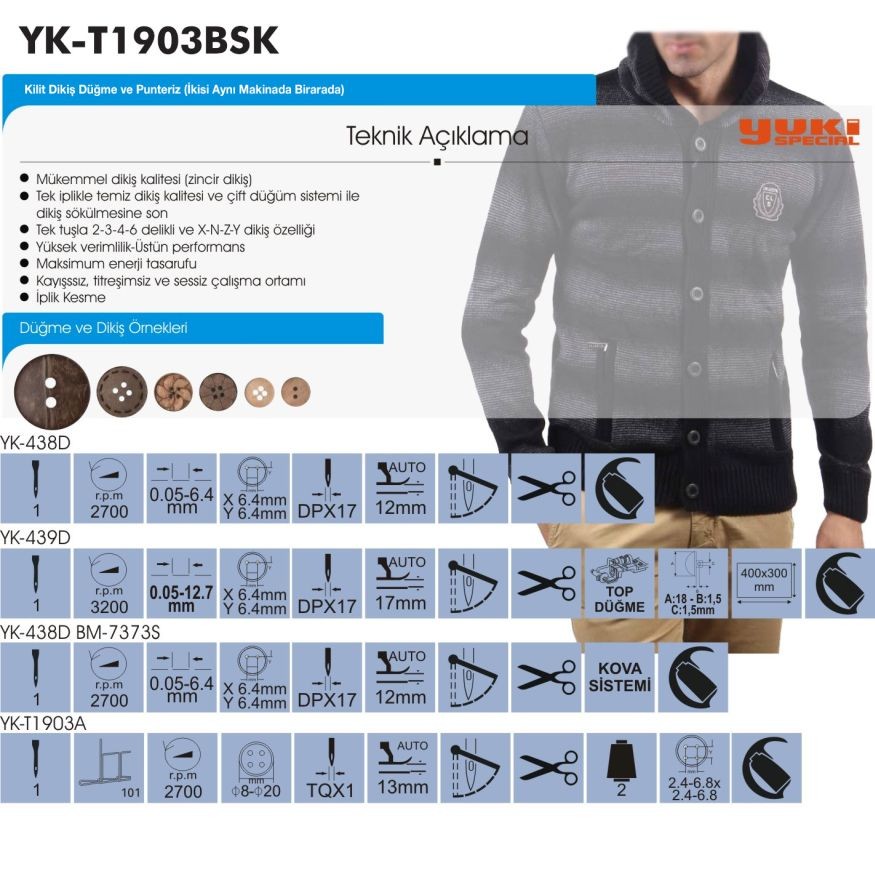 YK-T1903BSK
Kilit Dikiş Düğme ve Punteriz (İkisi Aynı Makinada Birarada)
Teknik Açıklama
YUKI
SPECIAL
Mükemmel dikiş kalitesi (zincir dikiş)
Tek iplikle temiz dikiş kalitesi ve çift düğüm sistemi ile
dikiş sökülmesine son
Tek tuşla 2-3-4-6 delikli ve X-N-Z-Y dikiş özelliği
Yüksek verimlilik-Üstün performans
Maksimum enerji tasarufu
Kayışssız, titreşimsiz ve sessiz çalışma ortamı
İplik Kesme
Düğme ve Dikiş Örnekleri
YK-438D
1
r.p.m
2700
0.05-6.4
mm
mm
X 6.4mm
Y 6.4mm
DPX17
AUTO
12mm
YK-439D
1
r.p.m
3200
0.05-12.7
mm
mm
X 6.4mm
Y 6.4mm
DPX17
AUTO
17mm
TOP
DÜĞME
A:18 - B:1,5
C:1,5mm
400x300
mm
YK-438D BM-7373S
1
r.p.m
2700
0.05-6.4
mm
mm
X 6.4mm
Y 6.4mm
DPX17
AUTO
12mm
KOVA
SİSTEMİ
YK-T1903A
1
101
r.p.m
2700
mm
Φ8-Φ20
TQX1
AUTO
13mm
2
mm
2.4-6.8x
2.4-6.8